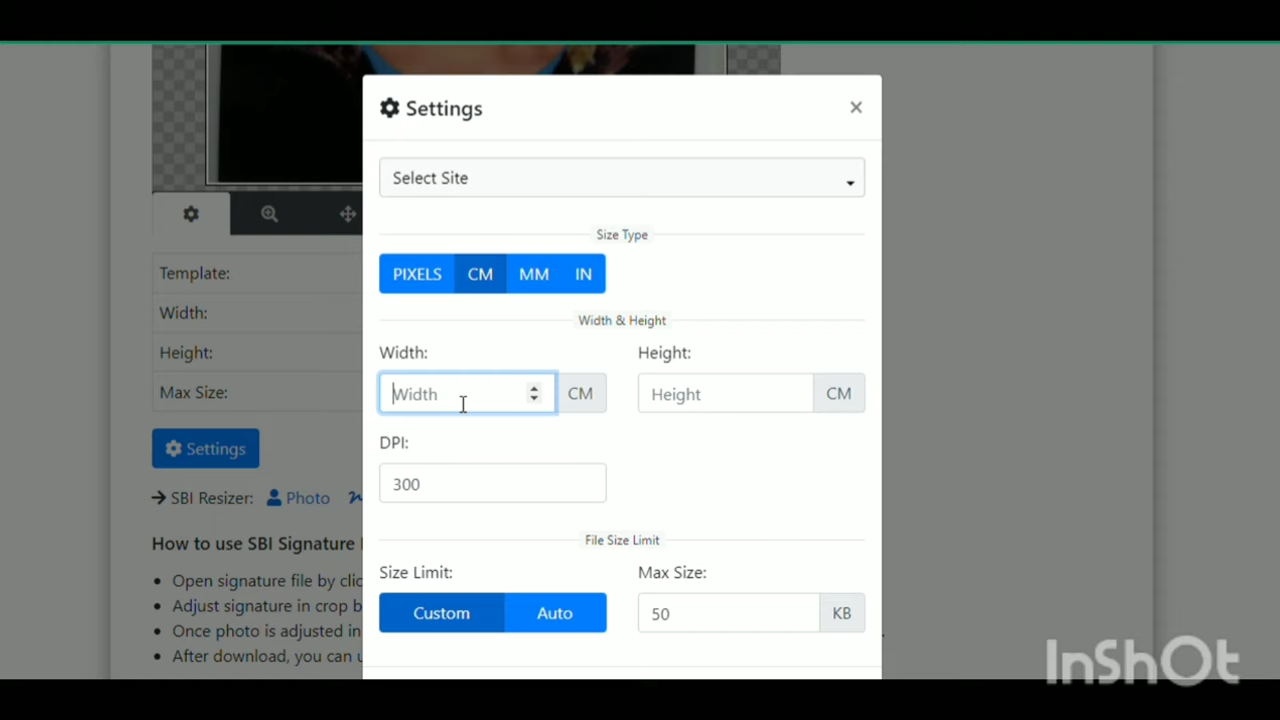 Settings
×
Select Site
Size Type
PIXELS CM MM IN
Width & Height
Width: Height:
Width CM Height CM
DPI:
300
File Size Limit
Size Limit: Max Size:
Custom Auto 50 KB
Template:
Width:
Height:
Max Size:
Settings
SBI Resizer: Photo
How to use SBI Signature
Open signature file by clic
Adjust signature in crop b
Once photo is adjusted in
After download, you can u
InShOt